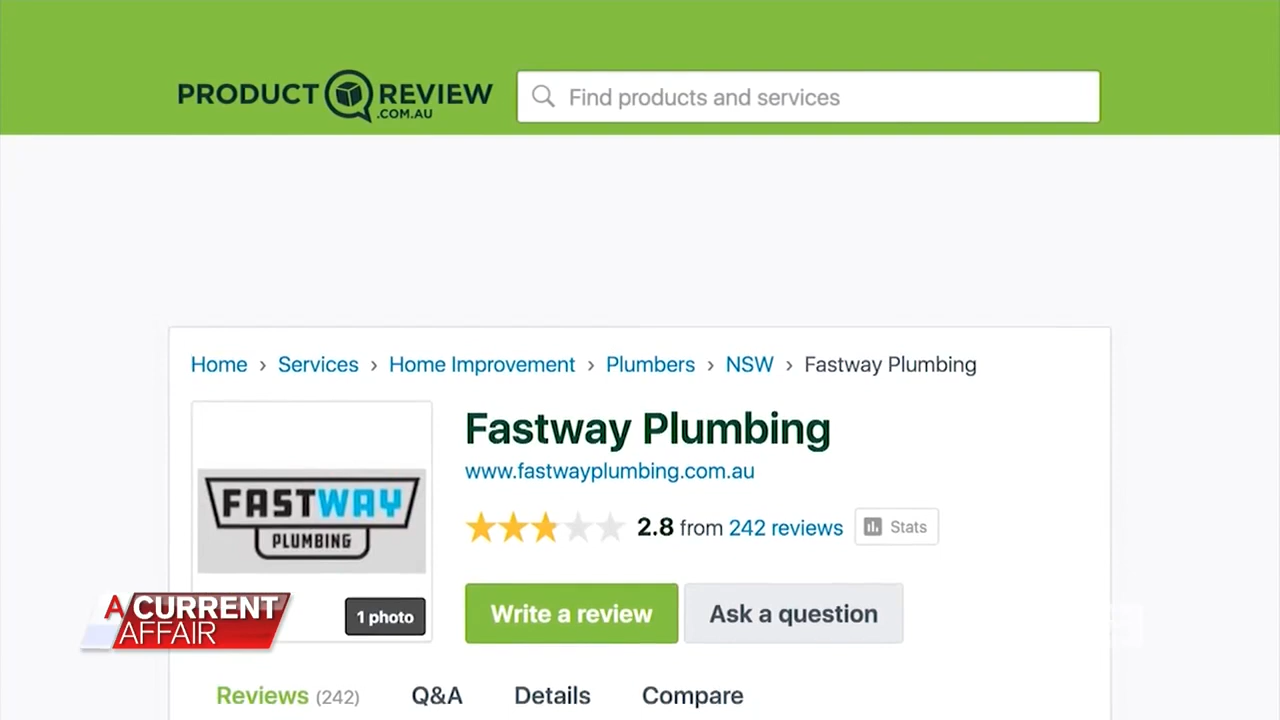 PRODUCT REVIEW
.COM.AU
Find products and services
Home › Services › Home Improvement › Plumbers › NSW › Fastway Plumbing
FASTWAY
PLUMBING
1 photo
Fastway Plumbing
www.fastwayplumbing.com.au
2.8 from 242 reviews
Stats
Write a review
Ask a question
A CURRENT
AFFAIR
Reviews (242)
Q&A
Details
Compare